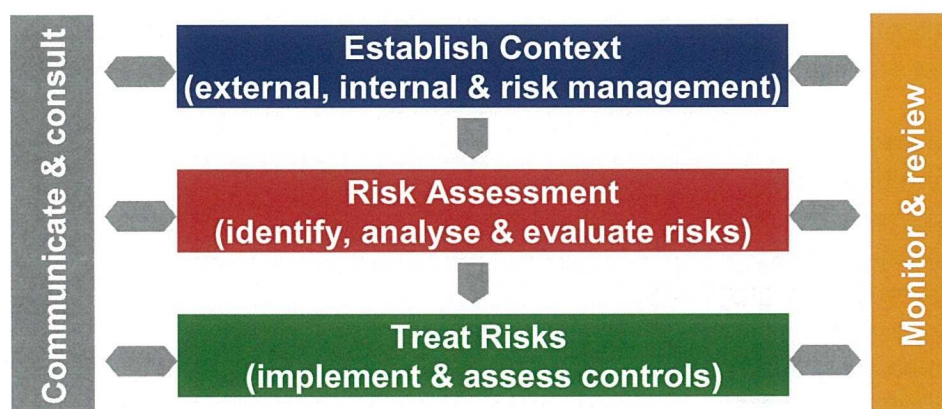 Communicate & consult
Establish Context
(external, internal & risk management)
Risk Assessment
(identify, analyse & evaluate risks)
Treat Risks
(implement & assess controls)
Monitor & review